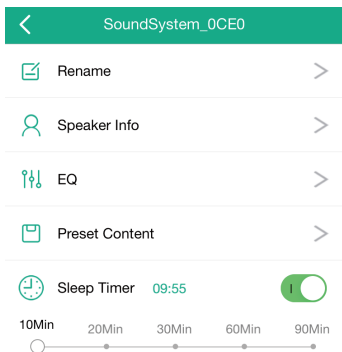 SoundSystem_0CE0
Rename
Speaker Info
EQ
Preset Content
Sleep Timer 09:55
10Min 20Min 30Min 60Min 90Min